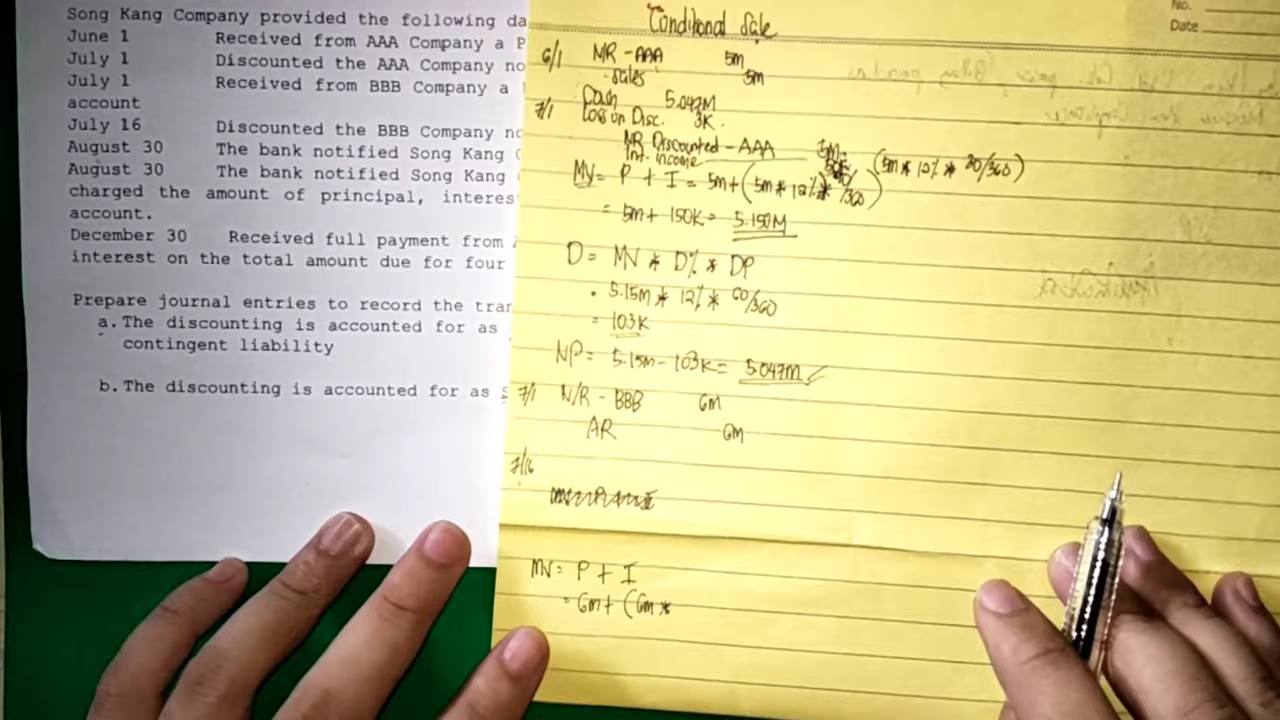 Song Kang Company provided the following da
June 1 Received from AAA Company a P
July 1 Discounted the AAA Company no
July 1 Received from BBB Company a
account
July 16 Discounted the BBB Company no
August 30 The bank notified Song Kang C
August 30 The bank notified Song Kang
charged the amount of principal, interes
account.
December 30 Received full payment from
interest on the total amount due for four
Prepare journal entries to record the tran
a. The discounting is accounted for as
contingent liability
b. The discounting is accounted for as s
No.
Date
Conditional Sale
6/1 N/R - AAA 5m
Sales 5m
7/1 Cash 5.047M
Loss on Disc. 3K
NR Discounted - AAA 5m
Int. income (5m * 12% * 30/360)
MV = P + I = 5m + (5m * 12% * /360)
= 5m + 150K = 5.150M
D = MV * D% * DP
= 5.15m * 12% * 60/360
= 103K
NP = 5.15m - 103K = 5.047m
7/1 N/R - BBB 6m
AR 6m
7/16
MV = P + I
= 6m + (6m *